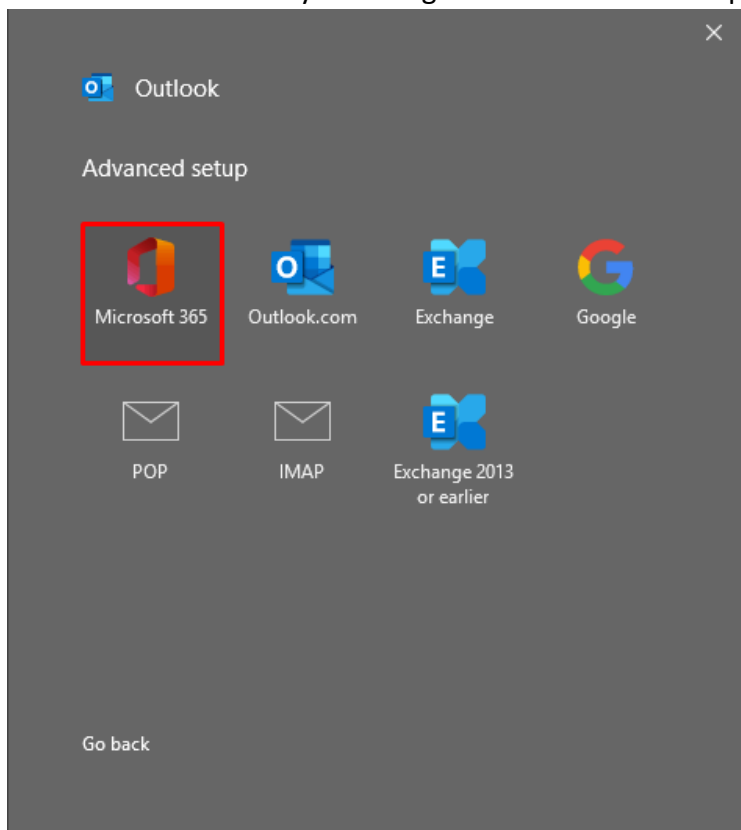 Outlook
Advanced setup
Microsoft 365
Outlook.com
Exchange
Google
POP
IMAP
Exchange 2013
or earlier
Go back